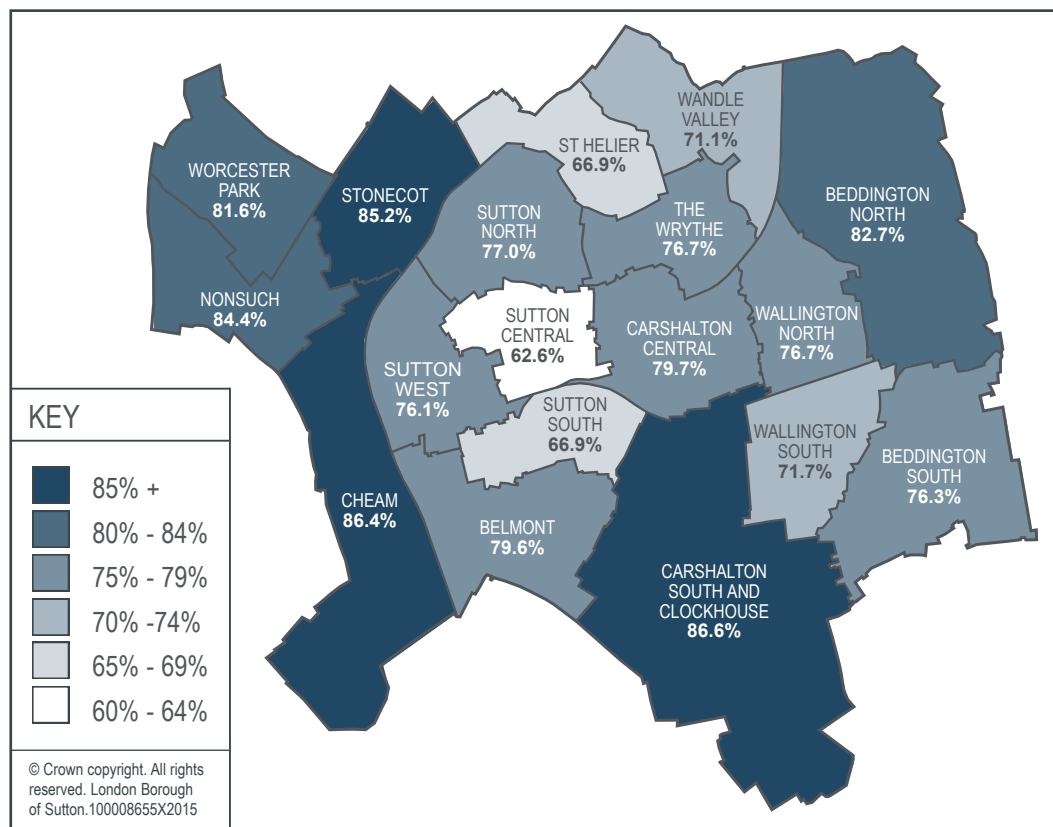 WANDLE
VALLEY
71.1%
ST HELIER
66.9%
WORCESTER
PARK
81.6%
STONECOT
85.2%
SUTTON
NORTH
77.0%
THE
WRYTHE
76.7%
BEDDINGTON
NORTH
82.7%
NONSUCH
84.4%
SUTTON
CENTRAL
62.6%
CARSHALTON
CENTRAL
79.7%
WALLINGTON
NORTH
76.7%
SUTTON
WEST
76.1%
SUTTON
SOUTH
66.9%
WALLINGTON
SOUTH
71.7%
BEDDINGTON
SOUTH
76.3%
CHEAM
86.4%
BELMONT
79.6%
CARSHALTON
SOUTH AND
CLOCKHOUSE
86.6%
KEY
85% +
80% - 84%
75% - 79%
70% -74%
65% - 69%
60% - 64%
© Crown copyright. All rights
reserved. London Borough
of Sutton.100008655X2015